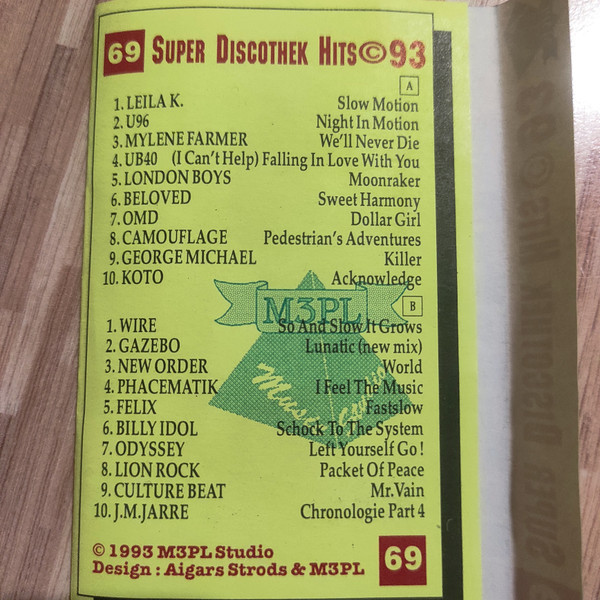 69 SUPER DISCOTHEK HITS©93
A
1. LEILA K. Slow Motion
2. U96 Night In Motion
3. MYLENE FARMER We'll Never Die
4. UB40 (I Can't Help) Falling In Love With You
5. LONDON BOYS Moonraker
6. BELOVED Sweet Harmony
7. OMD Dollar Girl
8. CAMOUFLAGE Pedestrian's Adventures
9. GEORGE MICHAEL Killer
10. KOTO Acknowledge
M3PL
B
1. WIRE So And Slow It Grows
2. GAZEBO Lunatic (new mix)
3. NEW ORDER World
4. PHACEMATIK I Feel The Music
5. FELIX Fastslow
6. BILLY IDOL Schock To The System
7. ODYSSEY Left Yourself Go !
8. LION ROCK Packet Of Peace
9. CULTURE BEAT Mr.Vain
10. J.M.JARRE Chronologie Part 4
Music Studio
© 1993 M3PL Studio
Design : Aigars Strods & M3PL
69
SUPER DISCOTHEK HITS©93